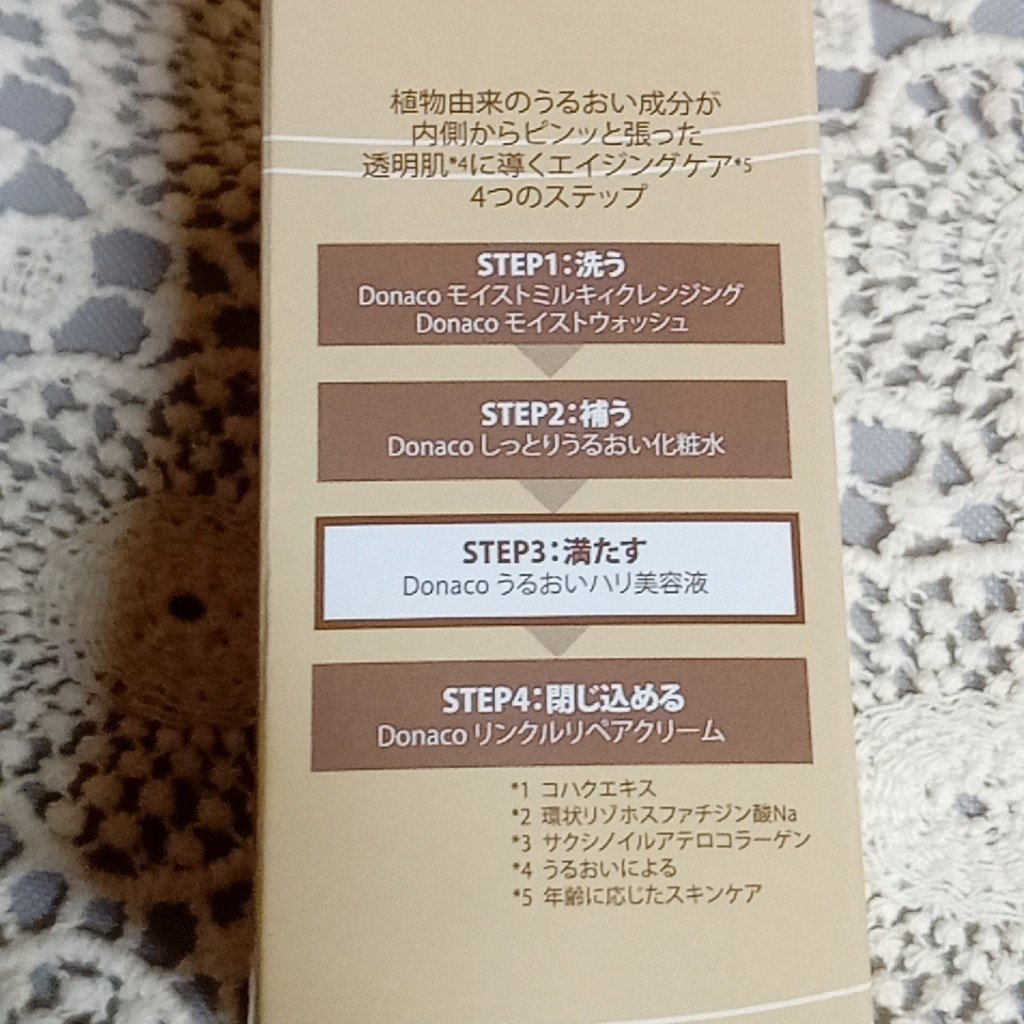 植物由来のうるおい成分が
内側からピンッと張った
透明肌*4に導くエイジングケア*5
4つのステップ
STEP1:洗う
Donaco モイストミルキィクレンジング
Donaco モイストウォッシュ
STEP2:補う
Donaco しっとりうるおい化粧水
STEP3:満たす
Donaco うるおいハリ美容液
STEP4:閉じ込める
Donaco リンクルリペアクリーム
*1 コハクエキス
*2 環状リゾホスファチジン酸Na
*3 サクシノイルアテロコラーゲン
*4 うるおいによる
*5 年齢に応じたスキンケア